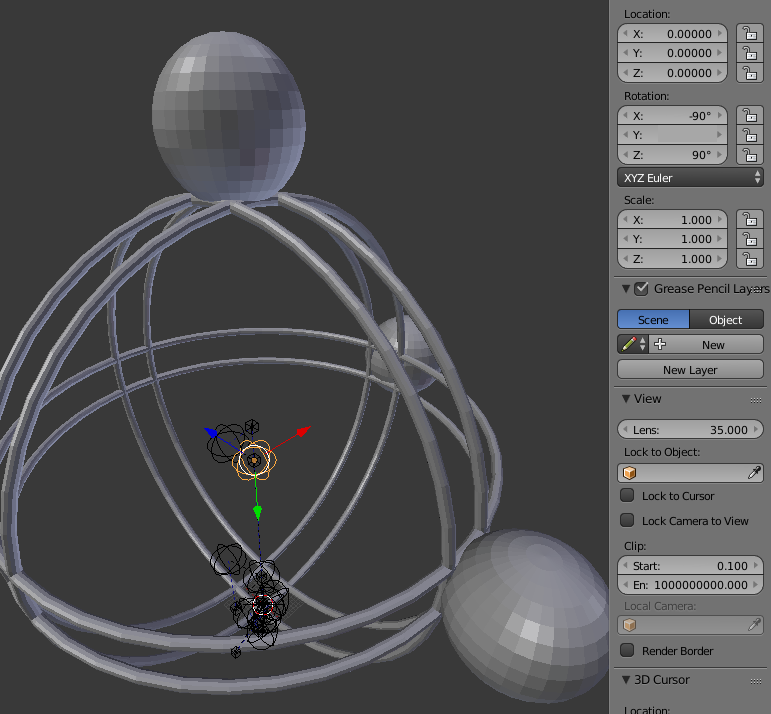 Location:
X: 0.00000
Y: 0.00000
Z: 0.00000
Rotation:
X: -90°
Y:
Z: 90°
XYZ Euler
Scale:
X: 1.000
Y: 1.000
Z: 1.000
Grease Pencil Layers
Scene Object
New
New Layer
View
Lens: 35.000
Lock to Object:
Lock to Cursor
Lock Camera to View
Clip:
Start: 0.100
En: 1000000000.000
Local Camera:
Render Border
3D Cursor
Location: